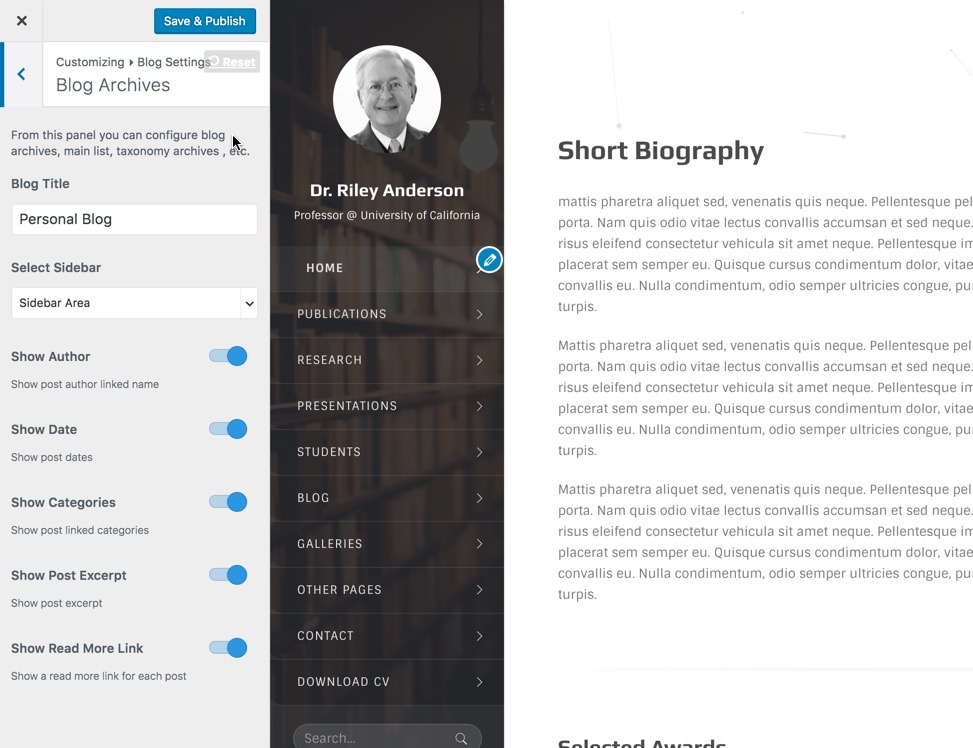 Save & Publish
Customizing ▸ Blog Settings
Reset
Blog Archives
From this panel you can configure blog
archives, main list, taxonomy archives , etc.
Blog Title
Personal Blog
Select Sidebar
Sidebar Area
Show Author
Show post author linked name
Show Date
Show post dates
Show Categories
Show post linked categories
Show Post Excerpt
Show post excerpt
Show Read More Link
Show a read more link for each post
Dr. Riley Anderson
Professor @ University of California
HOME
PUBLICATIONS
RESEARCH
PRESENTATIONS
STUDENTS
BLOG
GALLERIES
OTHER PAGES
CONTACT
DOWNLOAD CV
Search...
Short Biography
mattis pharetra aliquet sed, venenatis quis neque. Pellentesque pel
porta. Nam quis odio vitae lectus convallis accumsan et sed neque.
risus eleifend consectetur vehicula sit amet neque. Pellentesque im
placerat sem semper eu. Quisque cursus condimentum dolor, vitae
convallis eu. Nulla condimentum, odio semper ultricies congue, pu
turpis.
Mattis pharetra aliquet sed, venenatis quis neque. Pellentesque pel
porta. Nam quis odio vitae lectus convallis accumsan et sed neque.
risus eleifend consectetur vehicula sit amet neque. Pellentesque im
placerat sem semper eu. Quisque cursus condimentum dolor, vitae
convallis eu. Nulla condimentum, odio semper ultricies congue, pu
turpis.
Mattis pharetra aliquet sed, venenatis quis neque. Pellentesque pel
porta. Nam quis odio vitae lectus convallis accumsan et sed neque.
risus eleifend consectetur vehicula sit amet neque. Pellentesque im
placerat sem semper eu. Quisque cursus condimentum dolor, vitae
convallis eu. Nulla condimentum, odio semper ultricies congue, pu
turpis.
Selected Awards